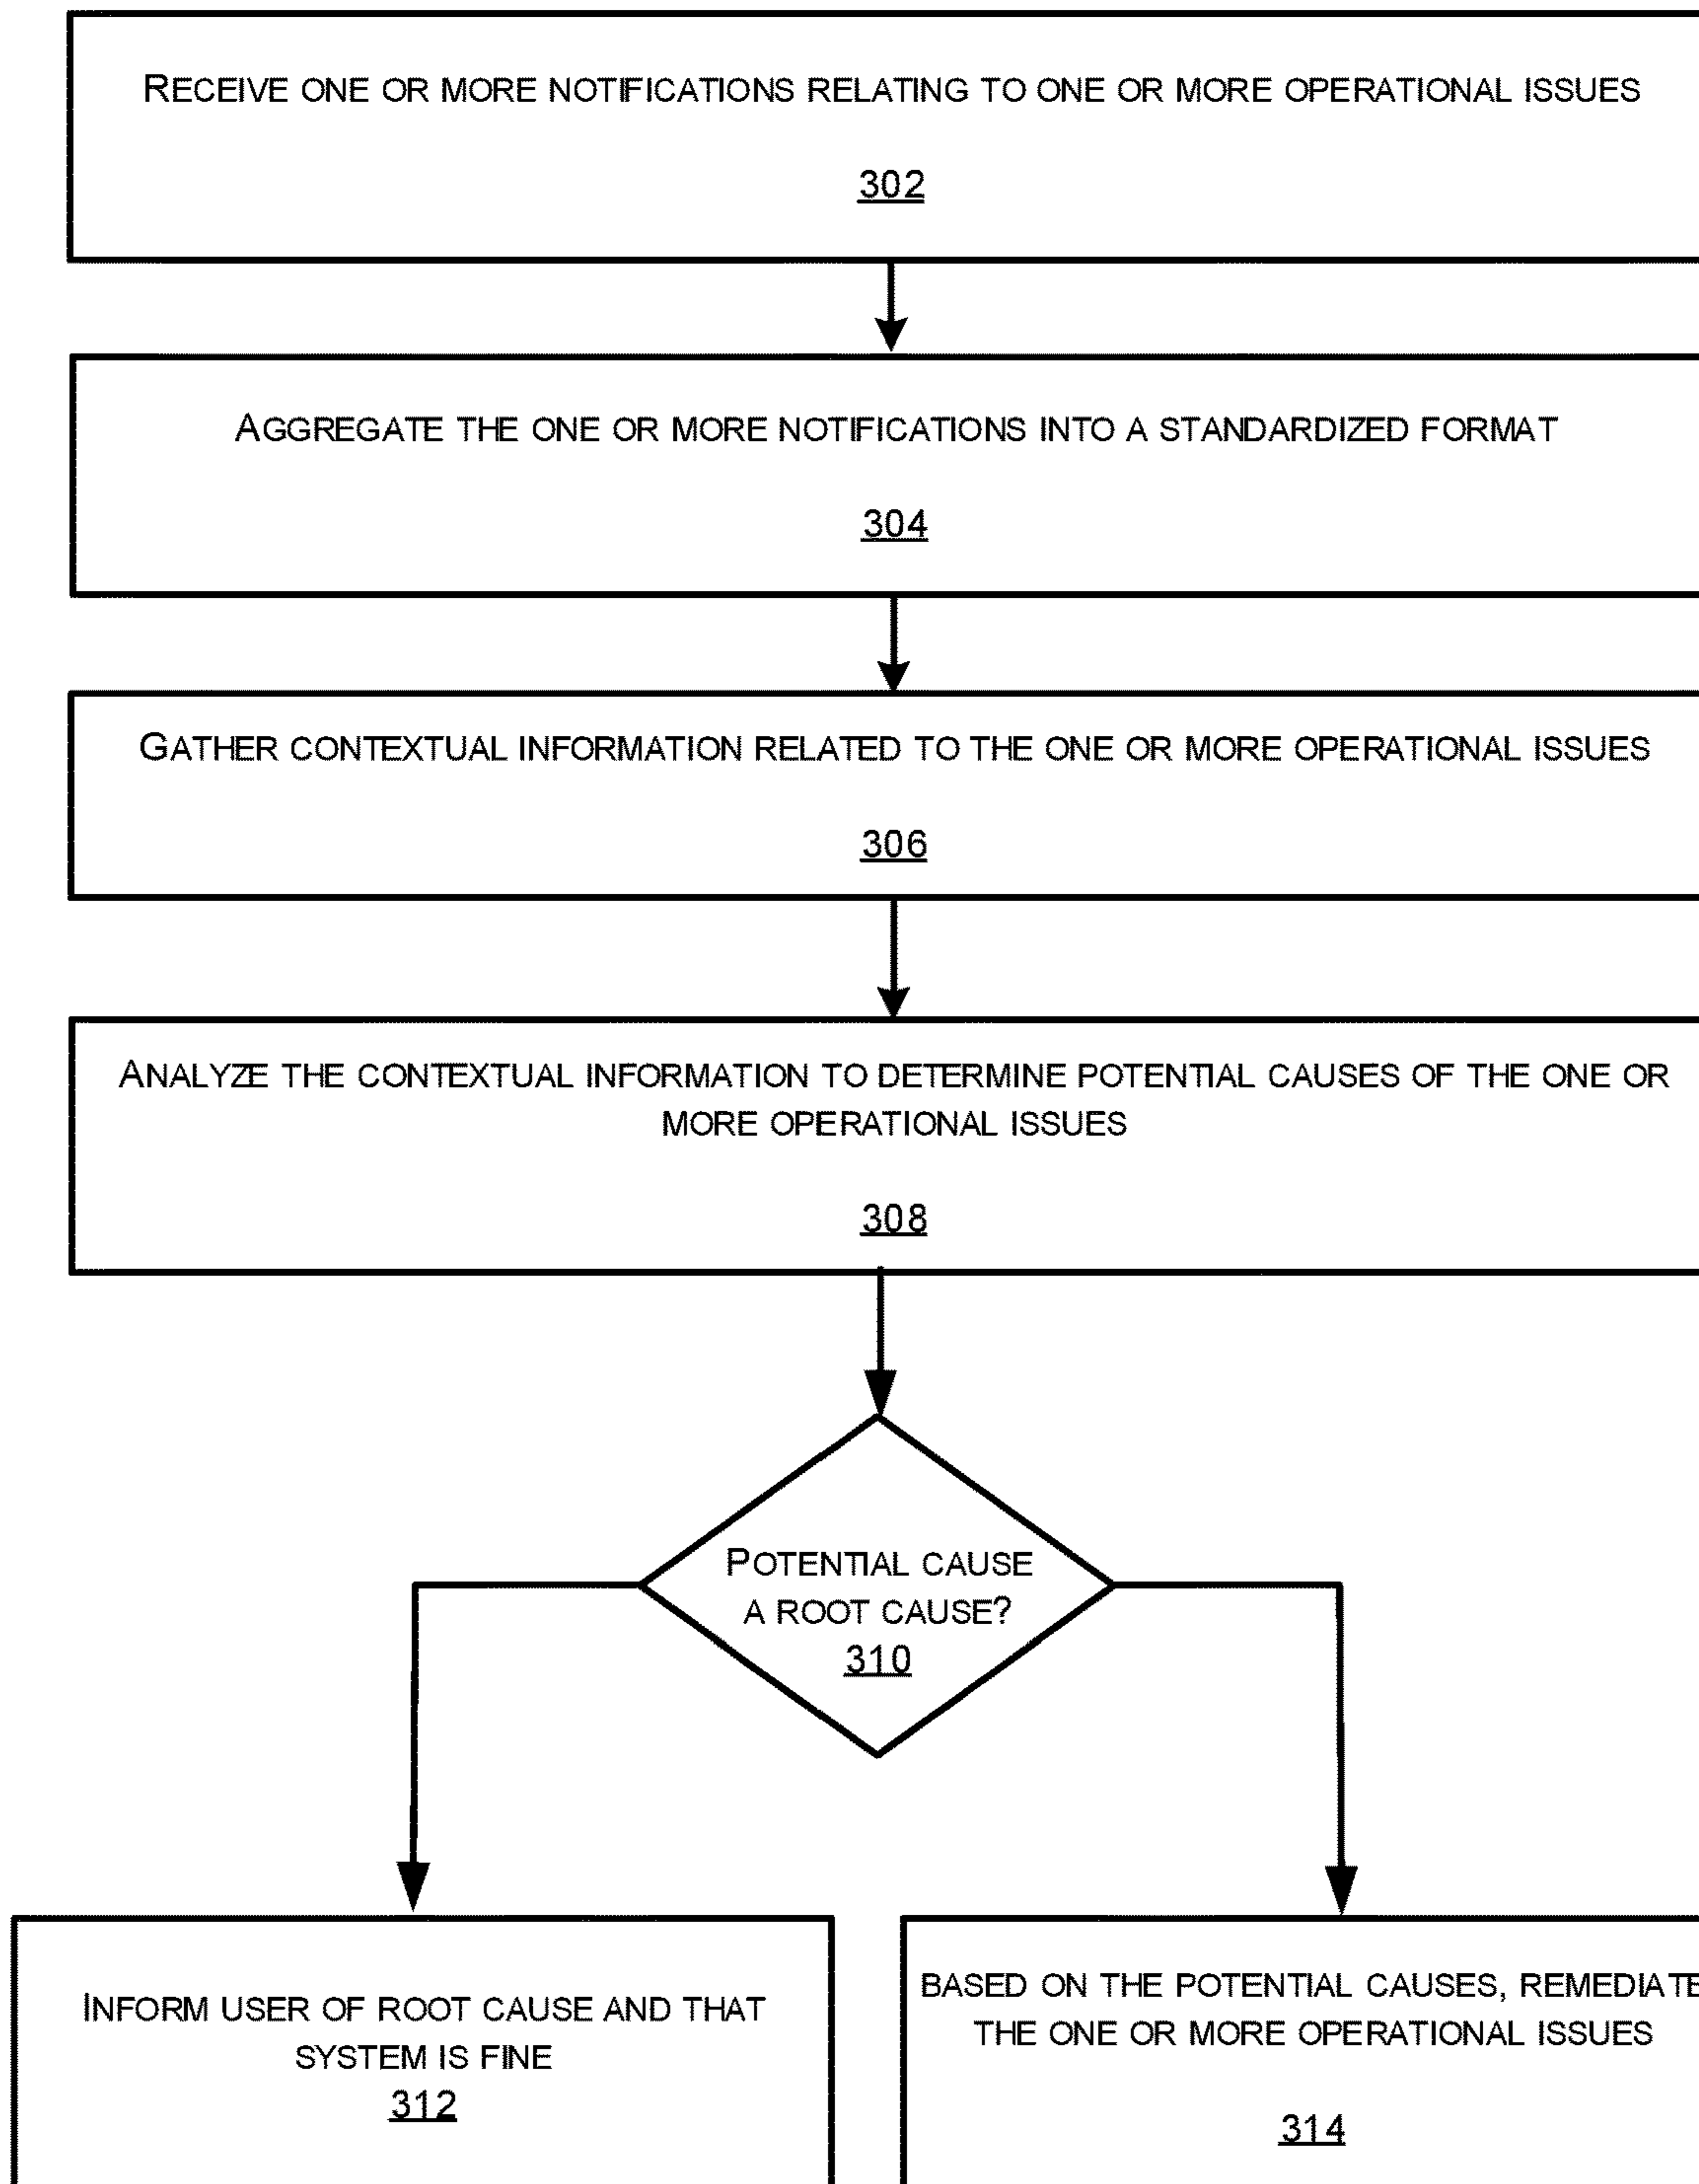 RECEIVE ONE OR MORE NOTIFICATIONS RELATING TO ONE OR MORE OPERATIONAL ISSUES
302
AGGREGATE THE ONE OR MORE NOTIFICATIONS INTO A STANDARDIZED FORMAT
304
GATHER CONTEXTUAL INFORMATION RELATED TO THE ONE OR MORE OPERATIONAL ISSUES
306
ANALYZE THE CONTEXTUAL INFORMATION TO DETERMINE POTENTIAL CAUSES OF THE ONE OR
MORE OPERATIONAL ISSUES
308
POTENTIAL CAUSE
A ROOT CAUSE?
310
INFORM USER OF ROOT CAUSE AND THAT
SYSTEM IS FINE
312
BASED ON THE POTENTIAL CAUSES, REMEDIATE
THE ONE OR MORE OPERATIONAL ISSUES
314